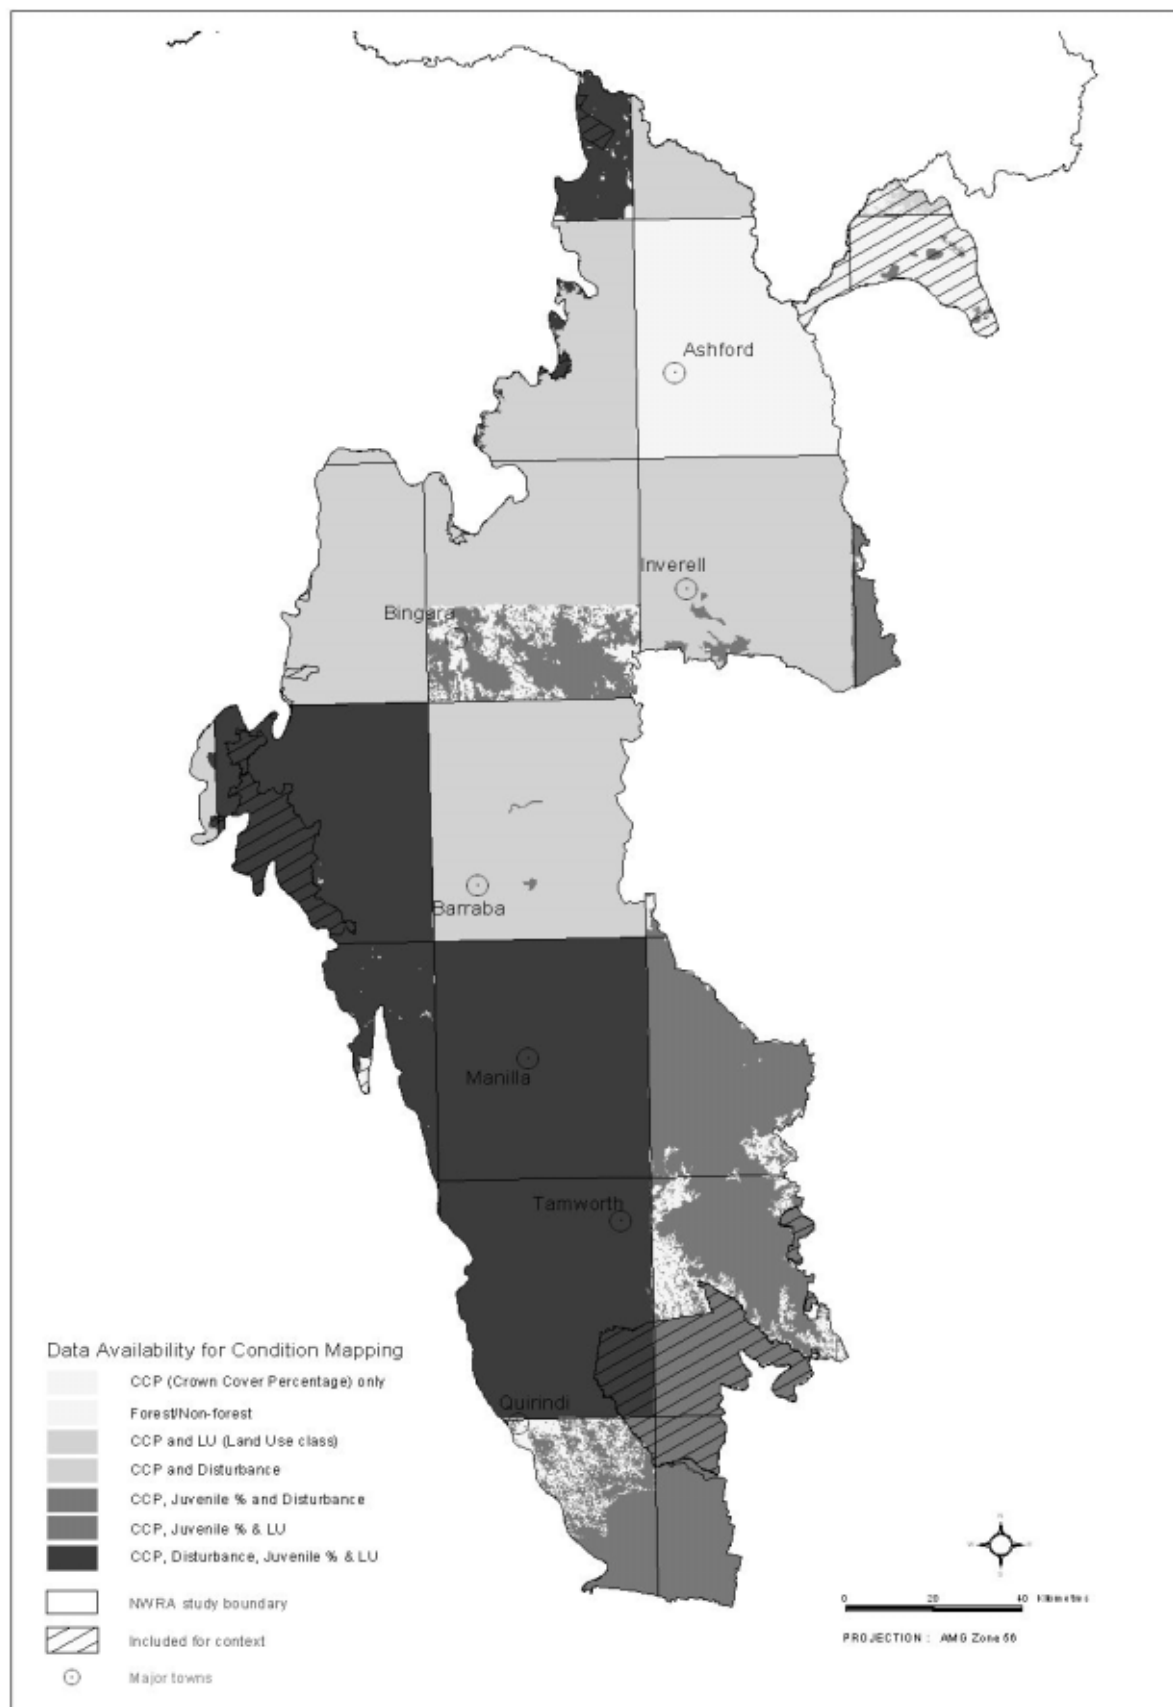 Ashford
Inverell
Bingara
Barraba
Manilla
Tamworth
Quirindi
Data Availability for Condition Mapping
CCP (Crown Cover Percentage) only
Forest/Non-forest
CCP and LU (Land Use class)
CCP and Disturbance
CCP, Juvenile % and Disturbance
CCP, Juvenile % & LU
CCP, Disturbance, Juvenile % & LU
NWRA study boundary
Included for context
Major towns
0 20 40 Kilometres
PROJECTION : AMG Zone 56